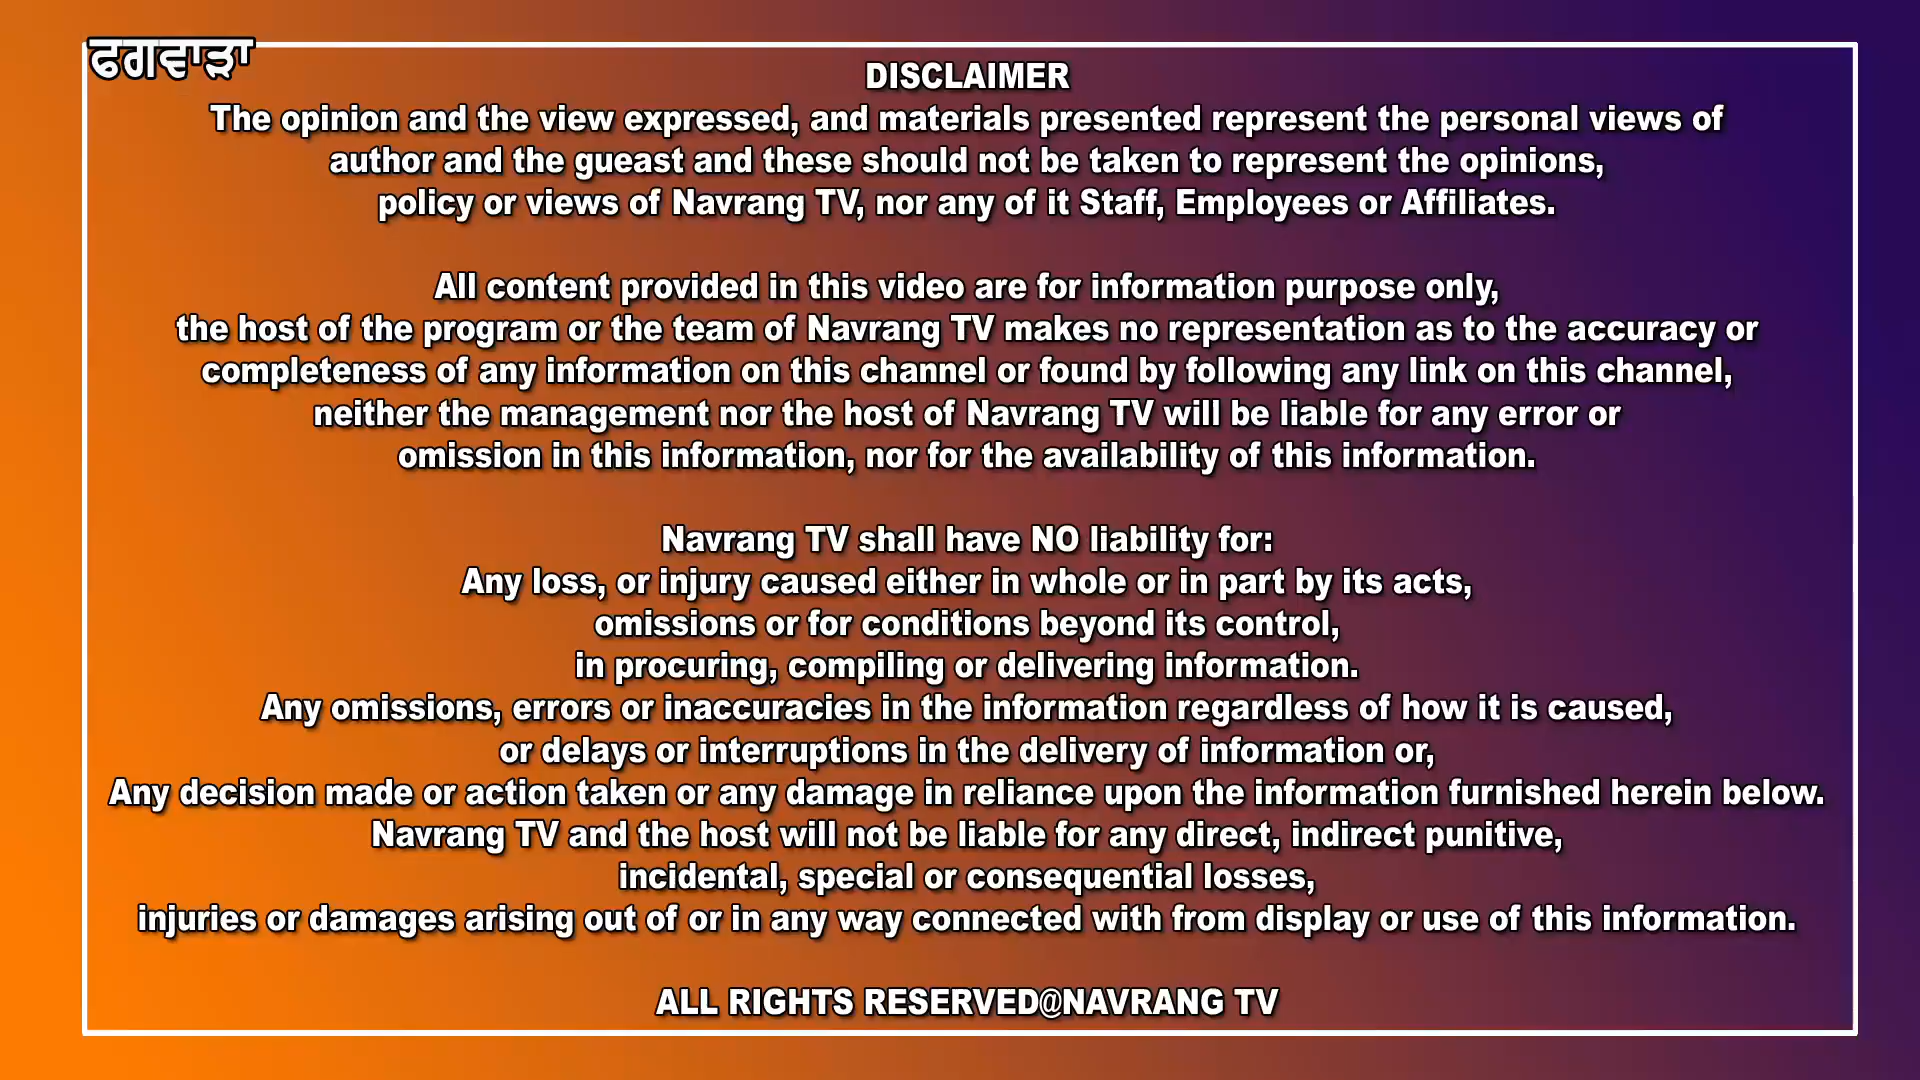 ਫਗਵਾੜਾ
DISCLAIMER
The opinion and the view expressed, and materials presented represent the personal views of
author and the gueast and these should not be taken to represent the opinions,
policy or views of Navrang TV, nor any of it Staff, Employees or Affiliates.
All content provided in this video are for information purpose only,
the host of the program or the team of Navrang TV makes no representation as to the accuracy or
completeness of any information on this channel or found by following any link on this channel,
neither the management nor the host of Navrang TV will be liable for any error or
omission in this information, nor for the availability of this information.
Navrang TV shall have NO liability for:
Any loss, or injury caused either in whole or in part by its acts,
omissions or for conditions beyond its control,
in procuring, compiling or delivering information.
Any omissions, errors or inaccuracies in the information regardless of how it is caused,
or delays or interruptions in the delivery of information or,
Any decision made or action taken or any damage in reliance upon the information furnished herein below.
Navrang TV and the host will not be liable for any direct, indirect punitive,
incidental, special or consequential losses,
injuries or damages arising out of or in any way connected with from display or use of this information.
ALL RIGHTS RESERVED@NAVRANG TV